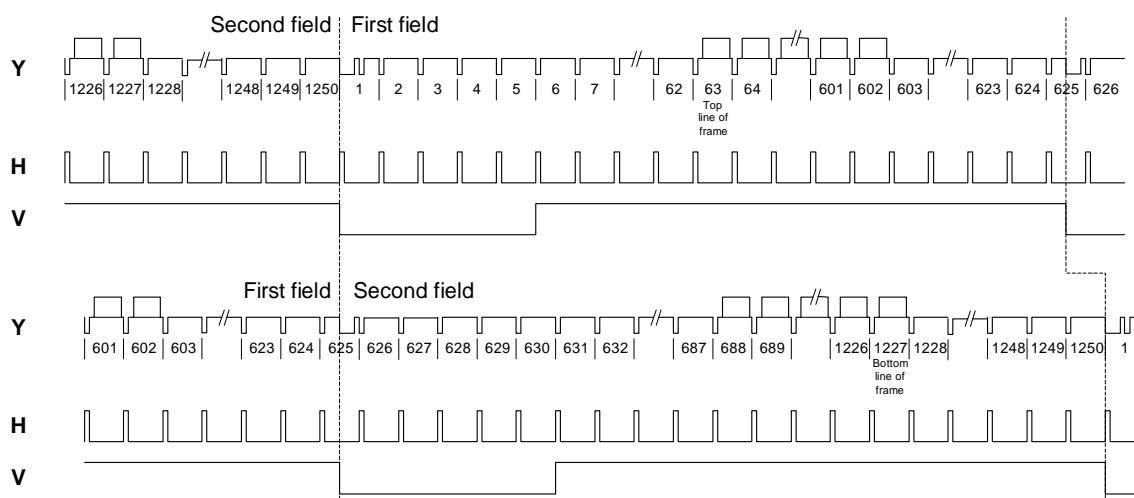 Second field First field
Y
1226 1227 1228 1248 1249 1250 1 2 3 4 5 6 7 62 63 64 601 602 603 623 624 625 626
Top
line of
frame
H
V
First field Second field
Y
601 602 603 623 624 625 626 627 628 629 630 631 632 687 688 689 1226 1227 1228 1248 1249 1250 1
Bottom
line of
frame
H
V